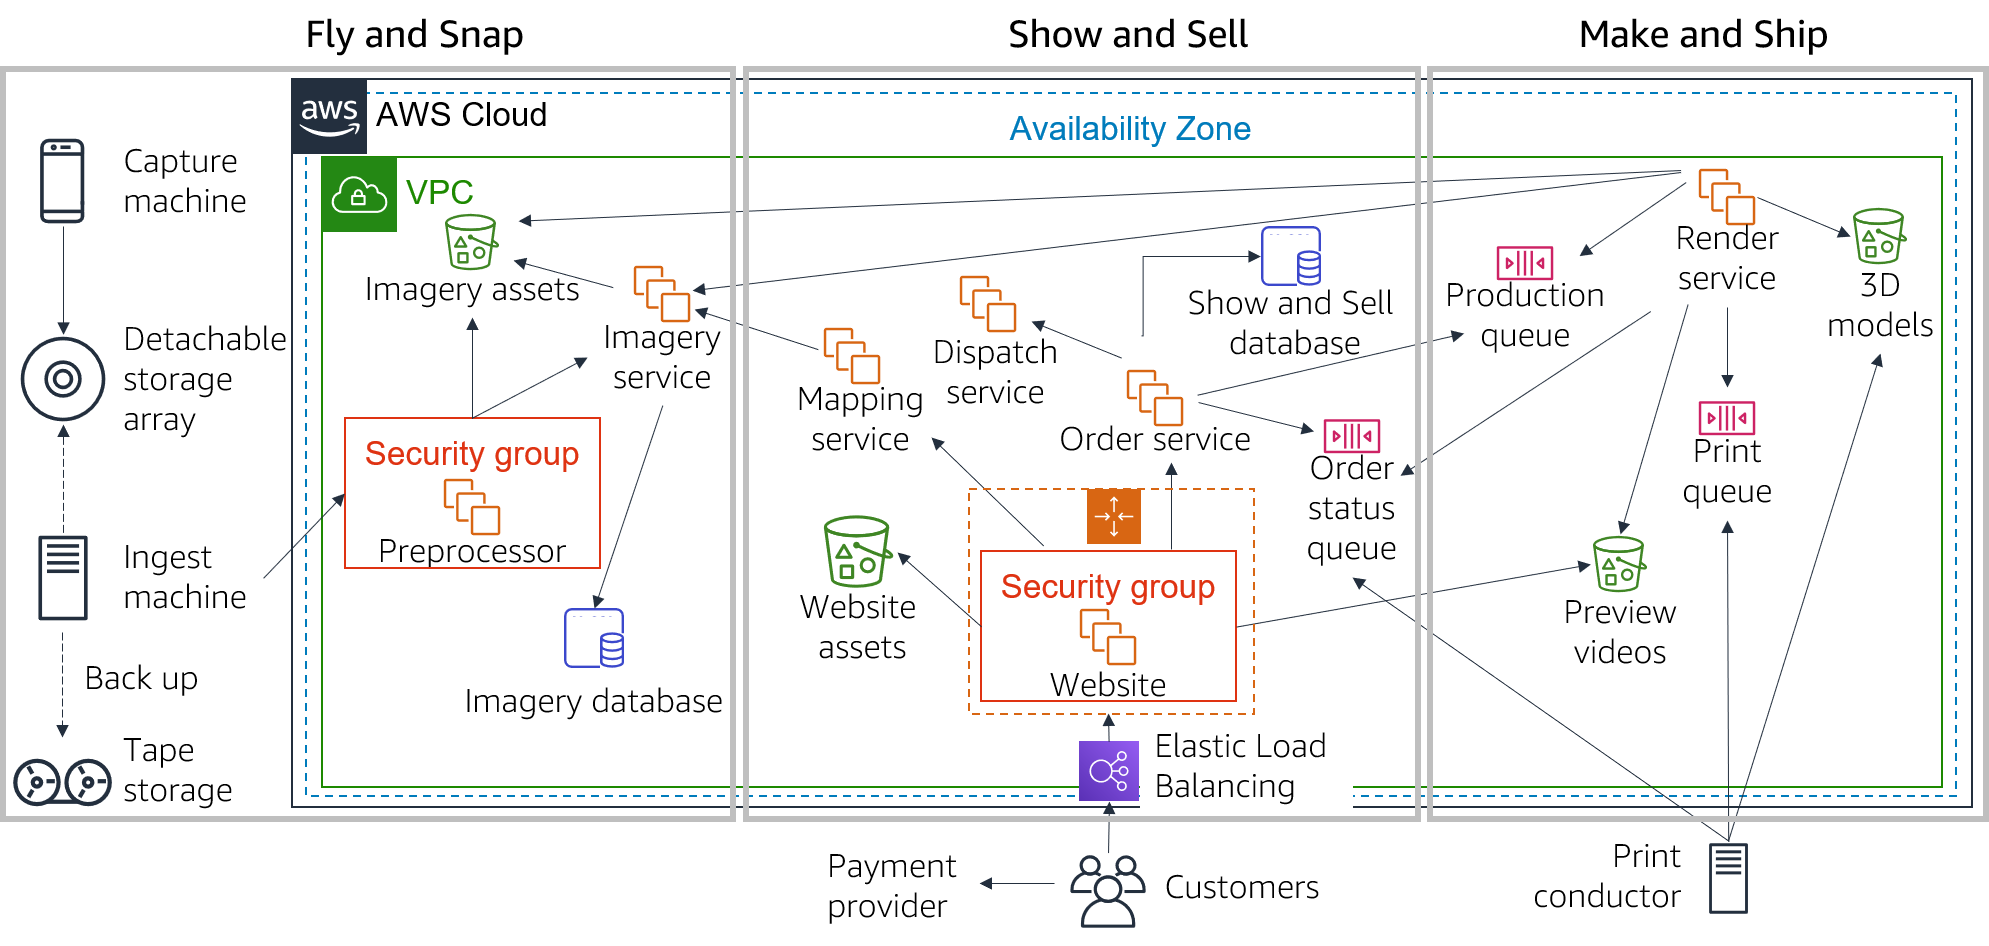 Fly and Snap
Show and Sell
Make and Ship
aws
AWS Cloud
Availability Zone
VPC
Capture
machine
Detachable
storage
array
Ingest
machine
Back up
Tape
storage
Imagery assets
Imagery
service
Security group
Preprocessor
Imagery database
Mapping
service
Dispatch
service
Show and Sell
database
Order service
Order
status
queue
Website
assets
Security group
Website
Elastic Load
Balancing
Payment
provider
Customers
Render
service
Production
queue
3D
models
Print
queue
Preview
videos
Print
conductor